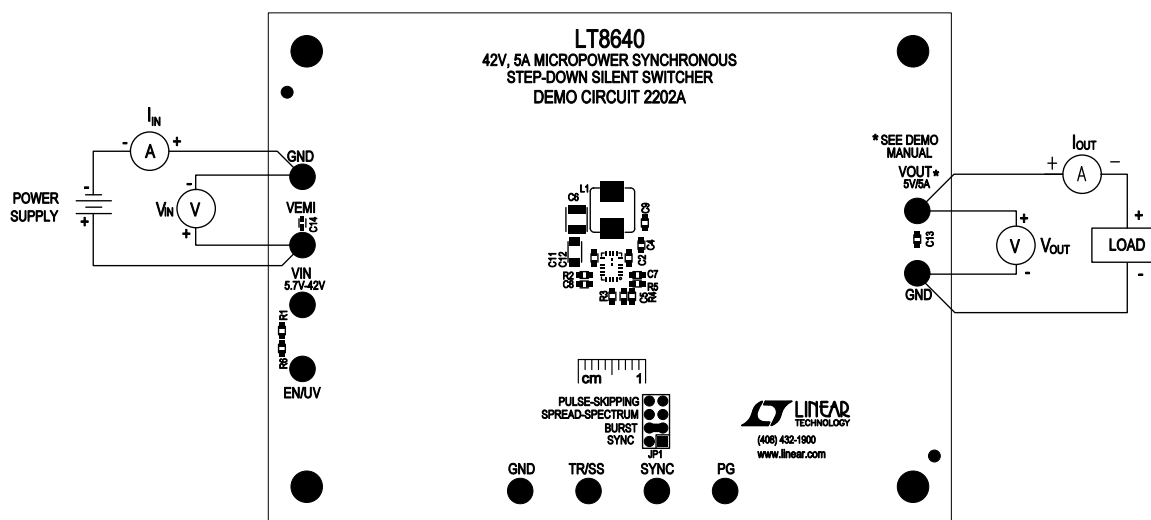 LT8640
42V, 5A MICROPOWER SYNCHRONOUS
STEP-DOWN SILENT SWITCHER
DEMO CIRCUIT 2202A
IIN
- A +
GND
-
POWER
SUPPLY
-
+
-
VIN V
+
VEMI
C14
VIN
5.7V-42V
R1
R6
EN/UV
* SEE DEMO
MANUAL
VOUT *
5V/5A
IOUT
+ A -
+
V VOUT
-
C13
GND
+
LOAD
-
L1
C6
C9
C4
C11
C12
C2
R2
C8
C7
R5
R3
C5
R4
cm 1
PULSE-SKIPPING
SPREAD-SPECTRUM
BURST
SYNC
JP1
LINEAR
TECHNOLOGY
(408) 432-1900
www.linear.com
GND TR/SS SYNC PG